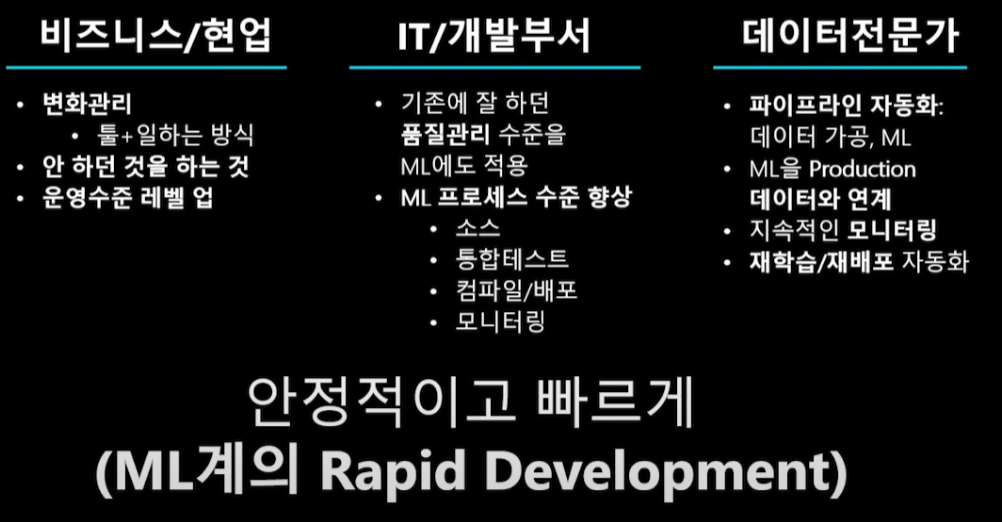 비즈니스/현업
• 변화관리
• 툴+일하는 방식
• 안 하던 것을 하는 것
• 운영수준 레벨 업
IT/개발부서
• 기존에 잘 하던
품질관리 수준을
ML에도 적용
• ML 프로세스 수준 향상
• 소스
• 통합테스트
• 컴파일/배포
• 모니터링
데이터전문가
• 파이프라인 자동화:
데이터 가공, ML
• ML을 Production
데이터와 연계
• 지속적인 모니터링
• 재학습/재배포 자동화
안정적이고 빠르게
(ML계의 Rapid Development)